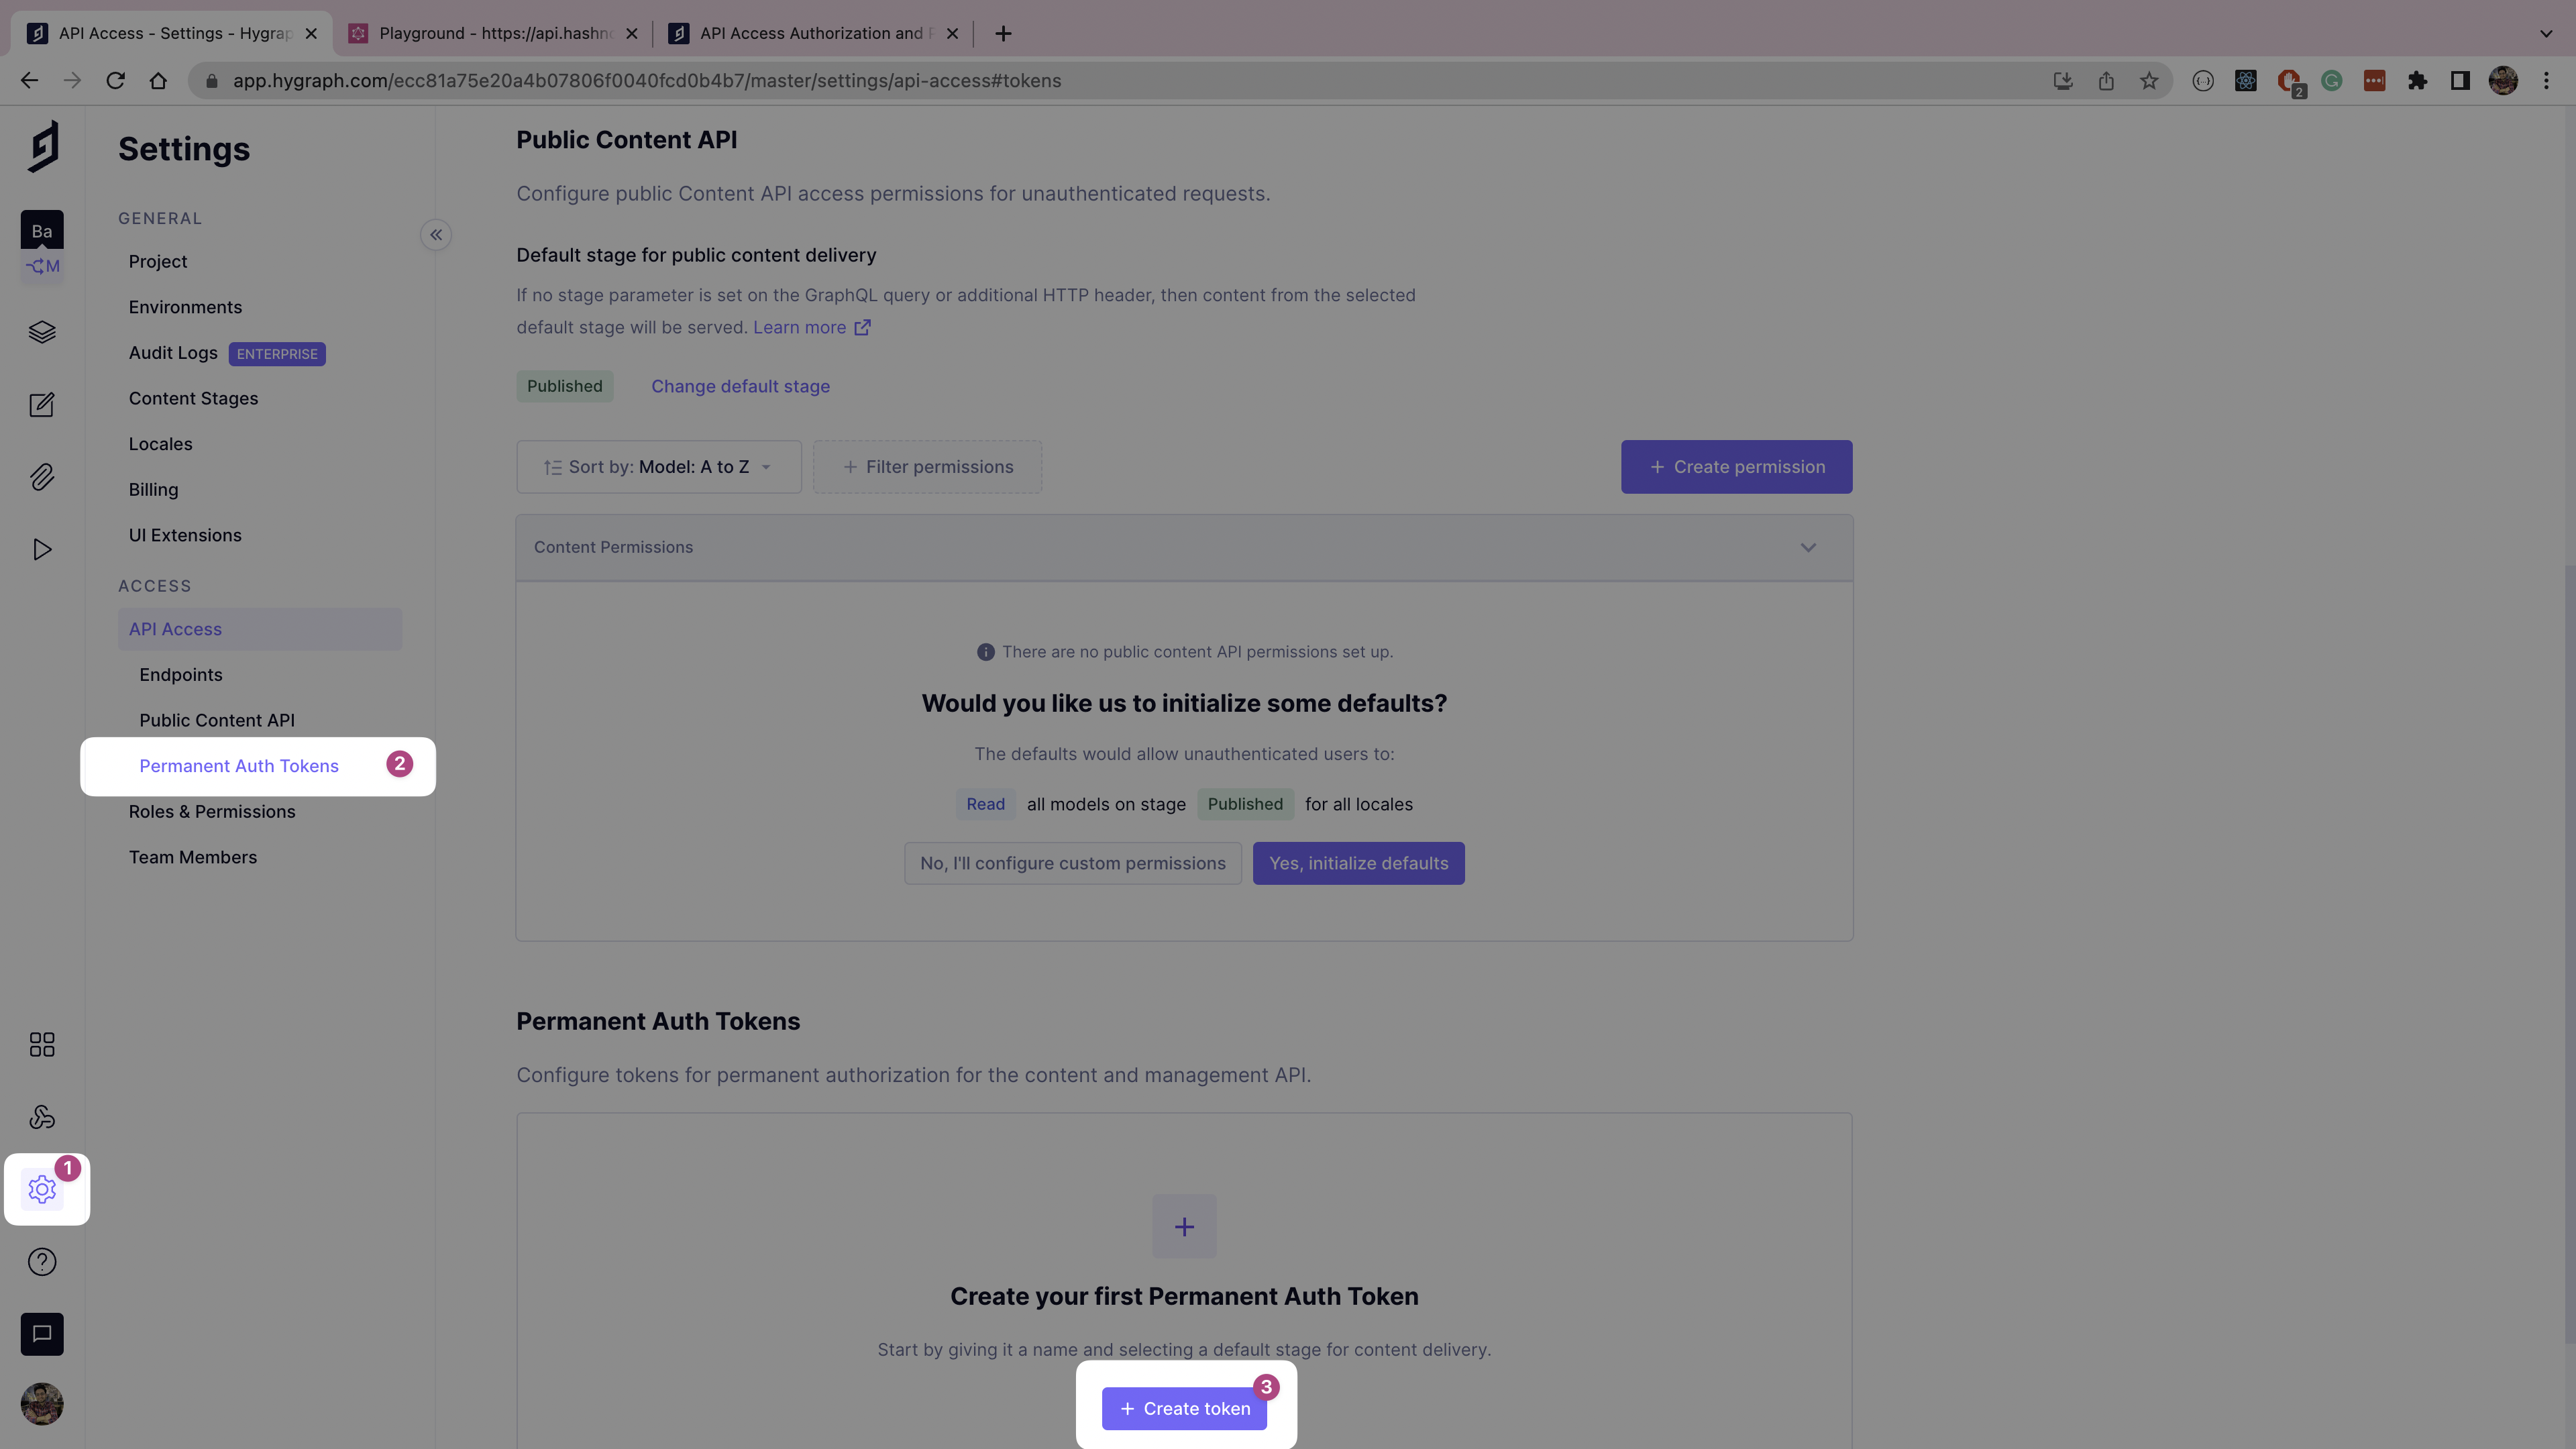 API Access - Settings - Hygrap
Playground - https://api.hashno
API Access Authorization and P
app.hygraph.com/ecc81a75e20a4b07806f0040fcd0b4b7/master/settings/api-access#tokens
2
Ba
M
Settings
GENERAL
Project
Environments
Audit Logs ENTERPRISE
Content Stages
Locales
Billing
UI Extensions
ACCESS
API Access
Endpoints
Public Content API
Permanent Auth Tokens 2
Roles & Permissions
Team Members
1
Public Content API
Configure public Content API access permissions for unauthenticated requests.
Default stage for public content delivery
If no stage parameter is set on the GraphQL query or additional HTTP header, then content from the selected
default stage will be served. Learn more
Published Change default stage
Sort by: Model: A to Z + Filter permissions + Create permission
Content Permissions
There are no public content API permissions set up.
Would you like us to initialize some defaults?
The defaults would allow unauthenticated users to:
Read all models on stage Published for all locales
No, I'll configure custom permissions Yes, initialize defaults
Permanent Auth Tokens
Configure tokens for permanent authorization for the content and management API.
+
Create your first Permanent Auth Token
Start by giving it a name and selecting a default stage for content delivery.
3
+ Create token